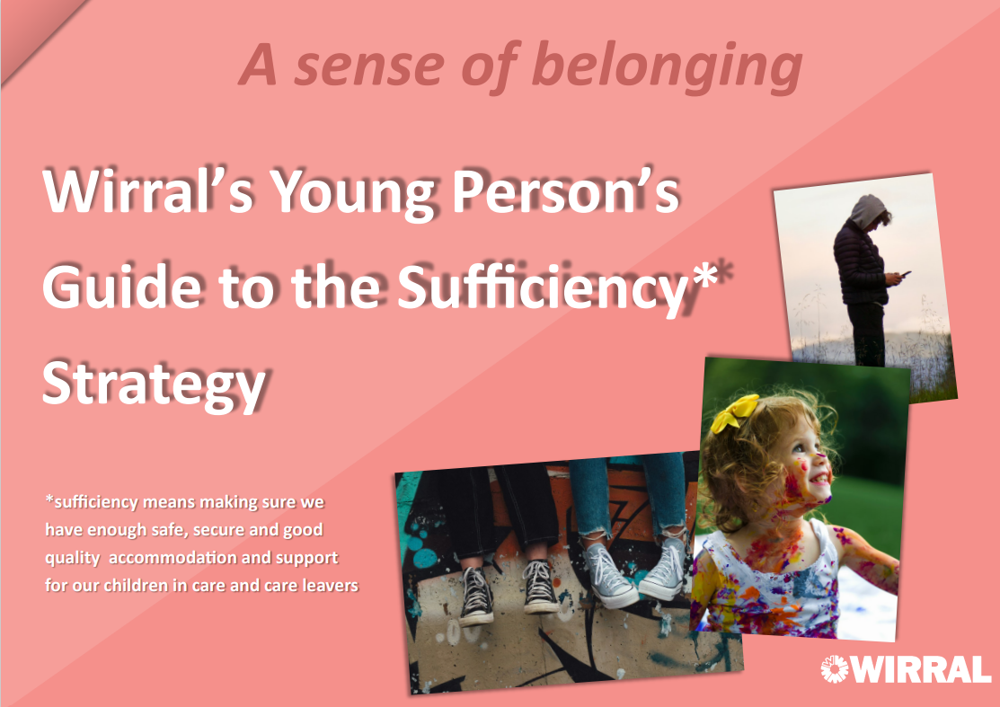 A sense of belonging
Wirral’s Young Person’s
Guide to the Sufficiency*
Strategy
*sufficiency means making sure we
have enough safe, secure and good
quality  accommodation and support
for our children in care and care leavers
WIRRAL